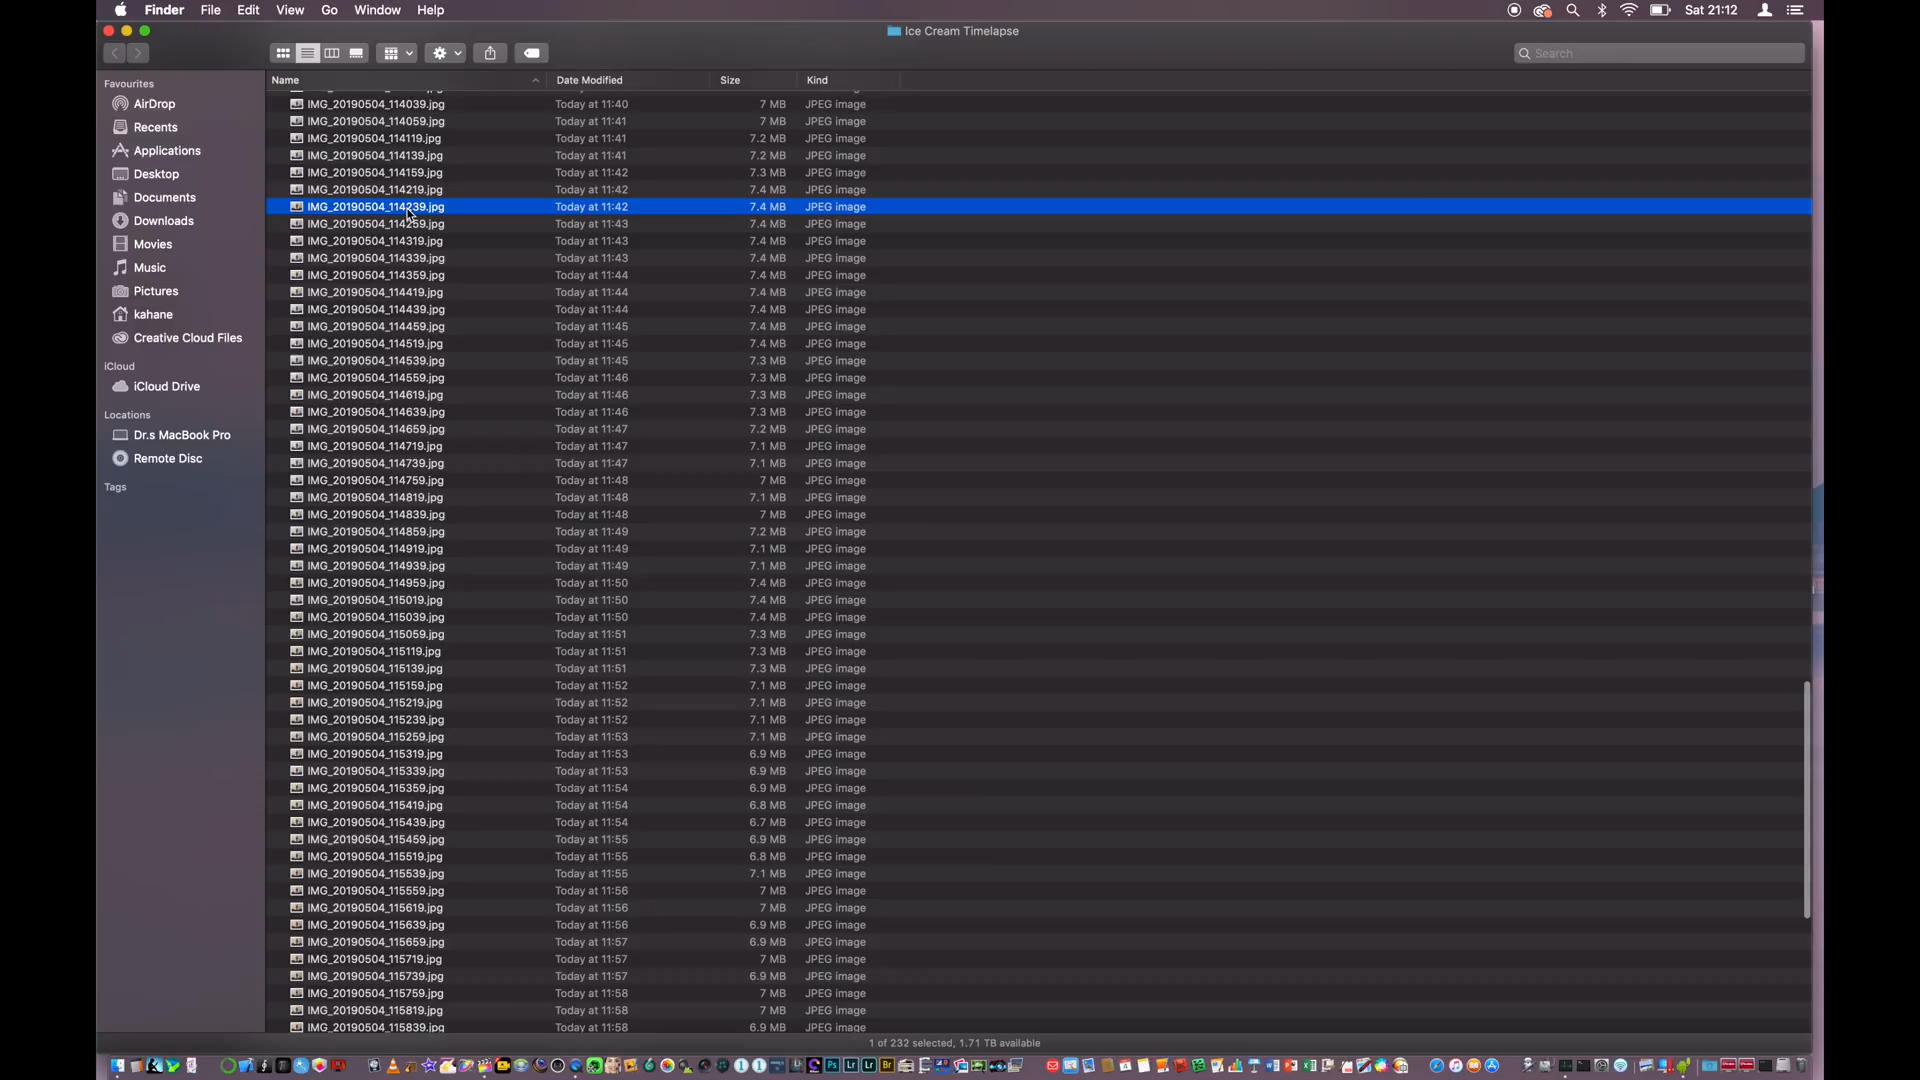 Finder File Edit View Go Window Help Sat 21:12
Ice Cream Timelapse
Search
Favourites
AirDrop
Recents
Applications
Desktop
Documents
Downloads
Movies
Music
Pictures
kahane
Creative Cloud Files
iCloud
iCloud Drive
Locations
Dr.s MacBook Pro
Remote Disc
Tags
Name Date Modified Size Kind
IMG_20190504_114039.jpg Today at 11:40 7 MB JPEG image
IMG_20190504_114059.jpg Today at 11:41 7 MB JPEG image
IMG_20190504_114119.jpg Today at 11:41 7.2 MB JPEG image
IMG_20190504_114139.jpg Today at 11:41 7.2 MB JPEG image
IMG_20190504_114159.jpg Today at 11:42 7.3 MB JPEG image
IMG_20190504_114219.jpg Today at 11:42 7.4 MB JPEG image
IMG_20190504_114239.jpg Today at 11:42 7.4 MB JPEG image
IMG_20190504_114259.jpg Today at 11:43 7.4 MB JPEG image
IMG_20190504_114319.jpg Today at 11:43 7.4 MB JPEG image
IMG_20190504_114339.jpg Today at 11:43 7.4 MB JPEG image
IMG_20190504_114359.jpg Today at 11:44 7.4 MB JPEG image
IMG_20190504_114419.jpg Today at 11:44 7.4 MB JPEG image
IMG_20190504_114439.jpg Today at 11:44 7.4 MB JPEG image
IMG_20190504_114459.jpg Today at 11:45 7.4 MB JPEG image
IMG_20190504_114519.jpg Today at 11:45 7.4 MB JPEG image
IMG_20190504_114539.jpg Today at 11:45 7.3 MB JPEG image
IMG_20190504_114559.jpg Today at 11:46 7.3 MB JPEG image
IMG_20190504_114619.jpg Today at 11:46 7.3 MB JPEG image
IMG_20190504_114639.jpg Today at 11:46 7.3 MB JPEG image
IMG_20190504_114659.jpg Today at 11:47 7.2 MB JPEG image
IMG_20190504_114719.jpg Today at 11:47 7.1 MB JPEG image
IMG_20190504_114739.jpg Today at 11:47 7.1 MB JPEG image
IMG_20190504_114759.jpg Today at 11:48 7 MB JPEG image
IMG_20190504_114819.jpg Today at 11:48 7.1 MB JPEG image
IMG_20190504_114839.jpg Today at 11:48 7 MB JPEG image
IMG_20190504_114859.jpg Today at 11:49 7.2 MB JPEG image
IMG_20190504_114919.jpg Today at 11:49 7.1 MB JPEG image
IMG_20190504_114939.jpg Today at 11:49 7.1 MB JPEG image
IMG_20190504_114959.jpg Today at 11:50 7.4 MB JPEG image
IMG_20190504_115019.jpg Today at 11:50 7.4 MB JPEG image
IMG_20190504_115039.jpg Today at 11:50 7.4 MB JPEG image
IMG_20190504_115059.jpg Today at 11:51 7.3 MB JPEG image
IMG_20190504_115119.jpg Today at 11:51 7.3 MB JPEG image
IMG_20190504_115139.jpg Today at 11:51 7.3 MB JPEG image
IMG_20190504_115159.jpg Today at 11:52 7.1 MB JPEG image
IMG_20190504_115219.jpg Today at 11:52 7.1 MB JPEG image
IMG_20190504_115239.jpg Today at 11:52 7.1 MB JPEG image
IMG_20190504_115259.jpg Today at 11:53 7.1 MB JPEG image
IMG_20190504_115319.jpg Today at 11:53 6.9 MB JPEG image
IMG_20190504_115339.jpg Today at 11:53 6.9 MB JPEG image
IMG_20190504_115359.jpg Today at 11:54 6.9 MB JPEG image
IMG_20190504_115419.jpg Today at 11:54 6.8 MB JPEG image
IMG_20190504_115439.jpg Today at 11:54 6.7 MB JPEG image
IMG_20190504_115459.jpg Today at 11:55 6.9 MB JPEG image
IMG_20190504_115519.jpg Today at 11:55 6.8 MB JPEG image
IMG_20190504_115539.jpg Today at 11:55 7.1 MB JPEG image
IMG_20190504_115559.jpg Today at 11:56 7 MB JPEG image
IMG_20190504_115619.jpg Today at 11:56 7 MB JPEG image
IMG_20190504_115639.jpg Today at 11:56 6.9 MB JPEG image
IMG_20190504_115659.jpg Today at 11:57 6.9 MB JPEG image
IMG_20190504_115719.jpg Today at 11:57 7 MB JPEG image
IMG_20190504_115739.jpg Today at 11:57 6.9 MB JPEG image
IMG_20190504_115759.jpg Today at 11:58 7 MB JPEG image
IMG_20190504_115819.jpg Today at 11:58 7 MB JPEG image
IMG_20190504_115839.jpg Today at 11:58 6.9 MB JPEG image
1 of 232 selected, 1.71 TB available
Ps Lr Lr Br